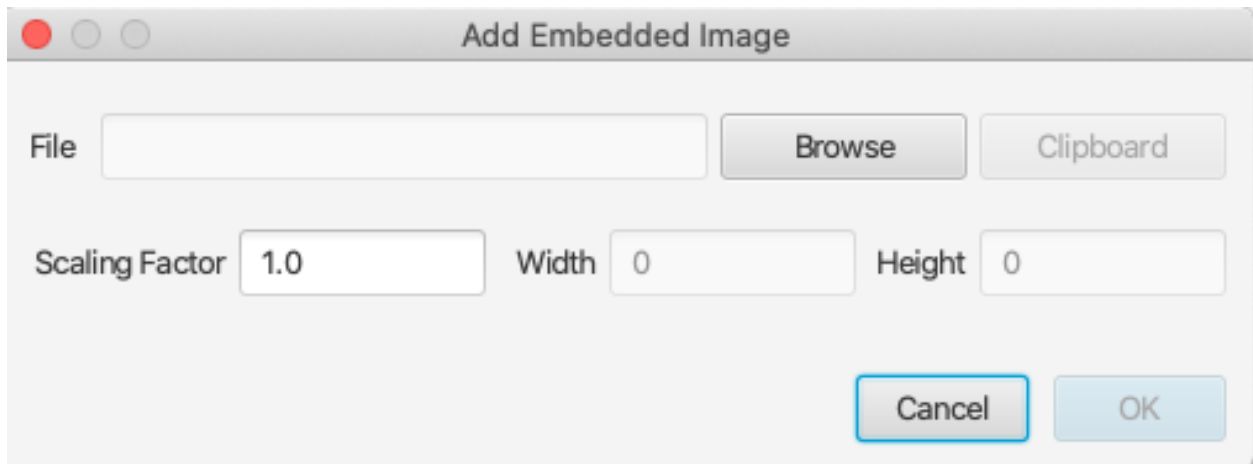 Add Embedded Image
File Browse Clipboard
Scaling Factor 1.0 Width 0 Height 0
Cancel OK